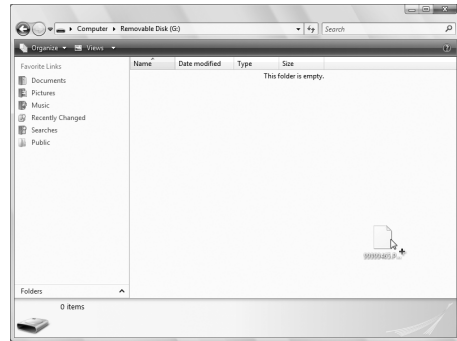 Computer ▸ Removable Disk (G:)
Search
Organize ▾ Views ▾
Favorite Links
Documents
Pictures
Music
Recently Changed
Searches
Public
Name Date modified Type Size
This folder is empty.
Folders
0 items